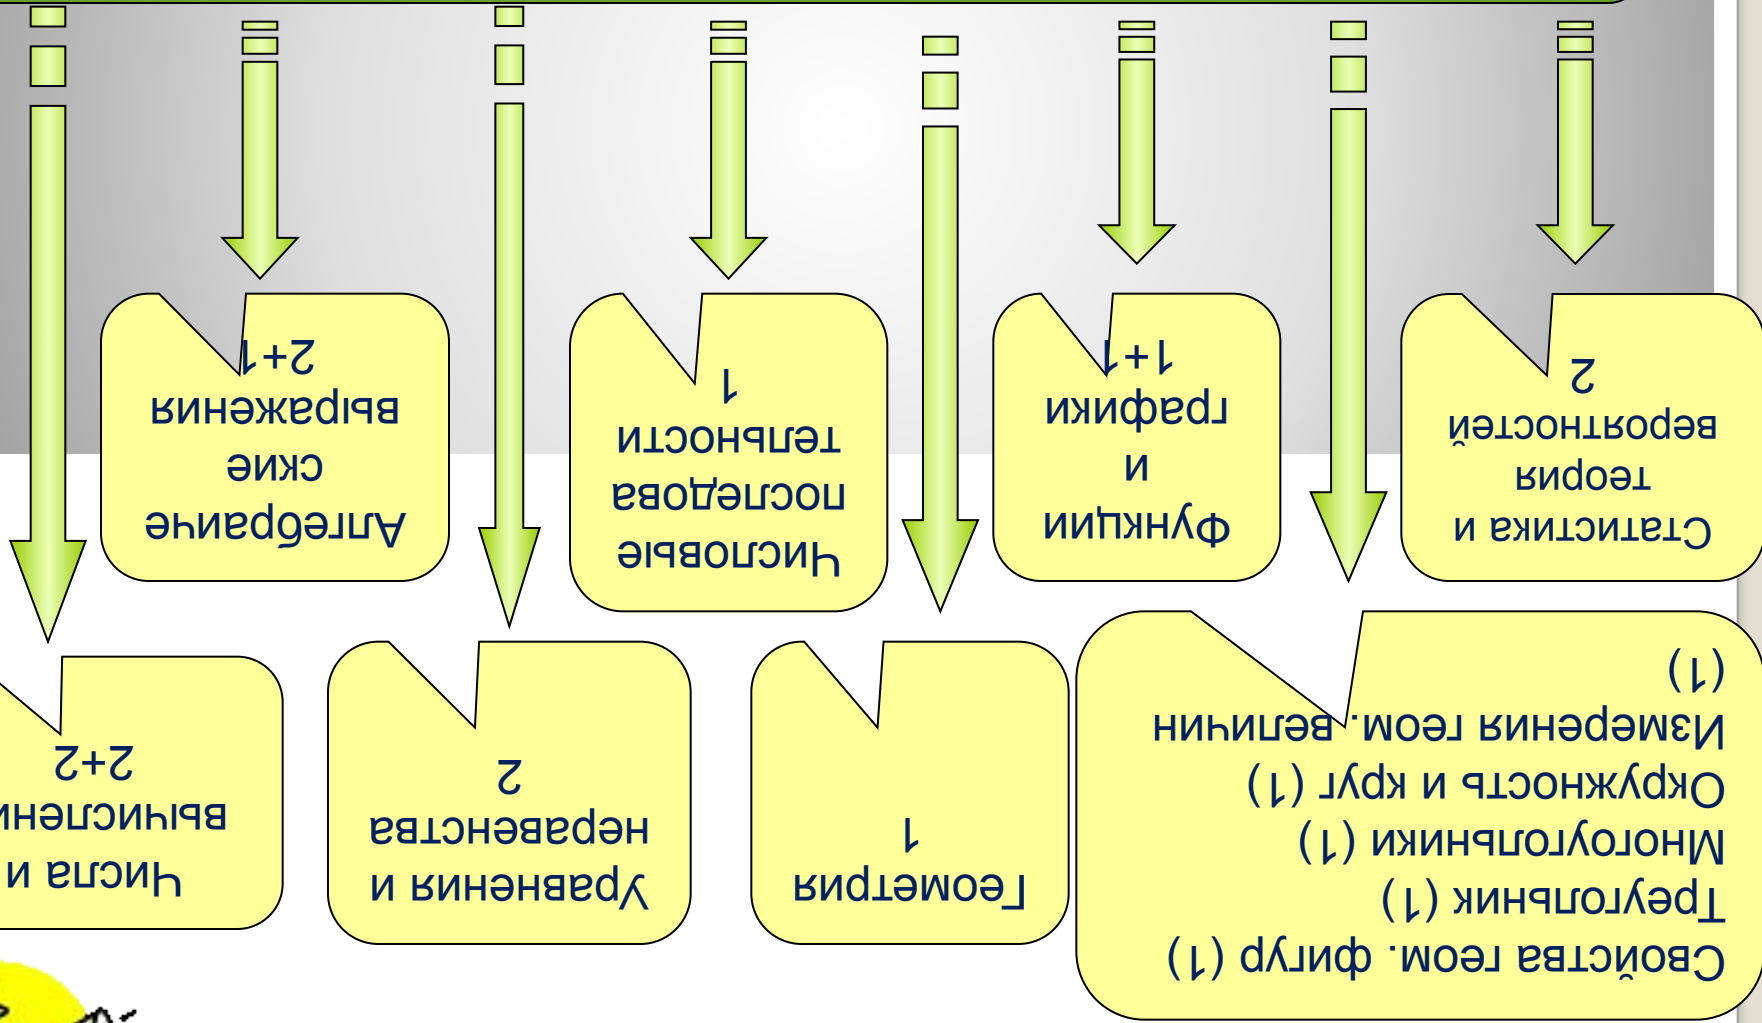 Свойства геом. фигур (1)
Треугольник (1)
Многоугольники (1)
Окружность и круг (1)
Измерения геом. величин
(1)
Геометрия
1
Уравнения и
неравенства
2
Числа и
вычислени
2+2
Статистика и
теория
вероятностей
2
Функции
и
графики
1+1
Числовые
последова
тельности
1
Алгебраиче
ские
выражения
2+1